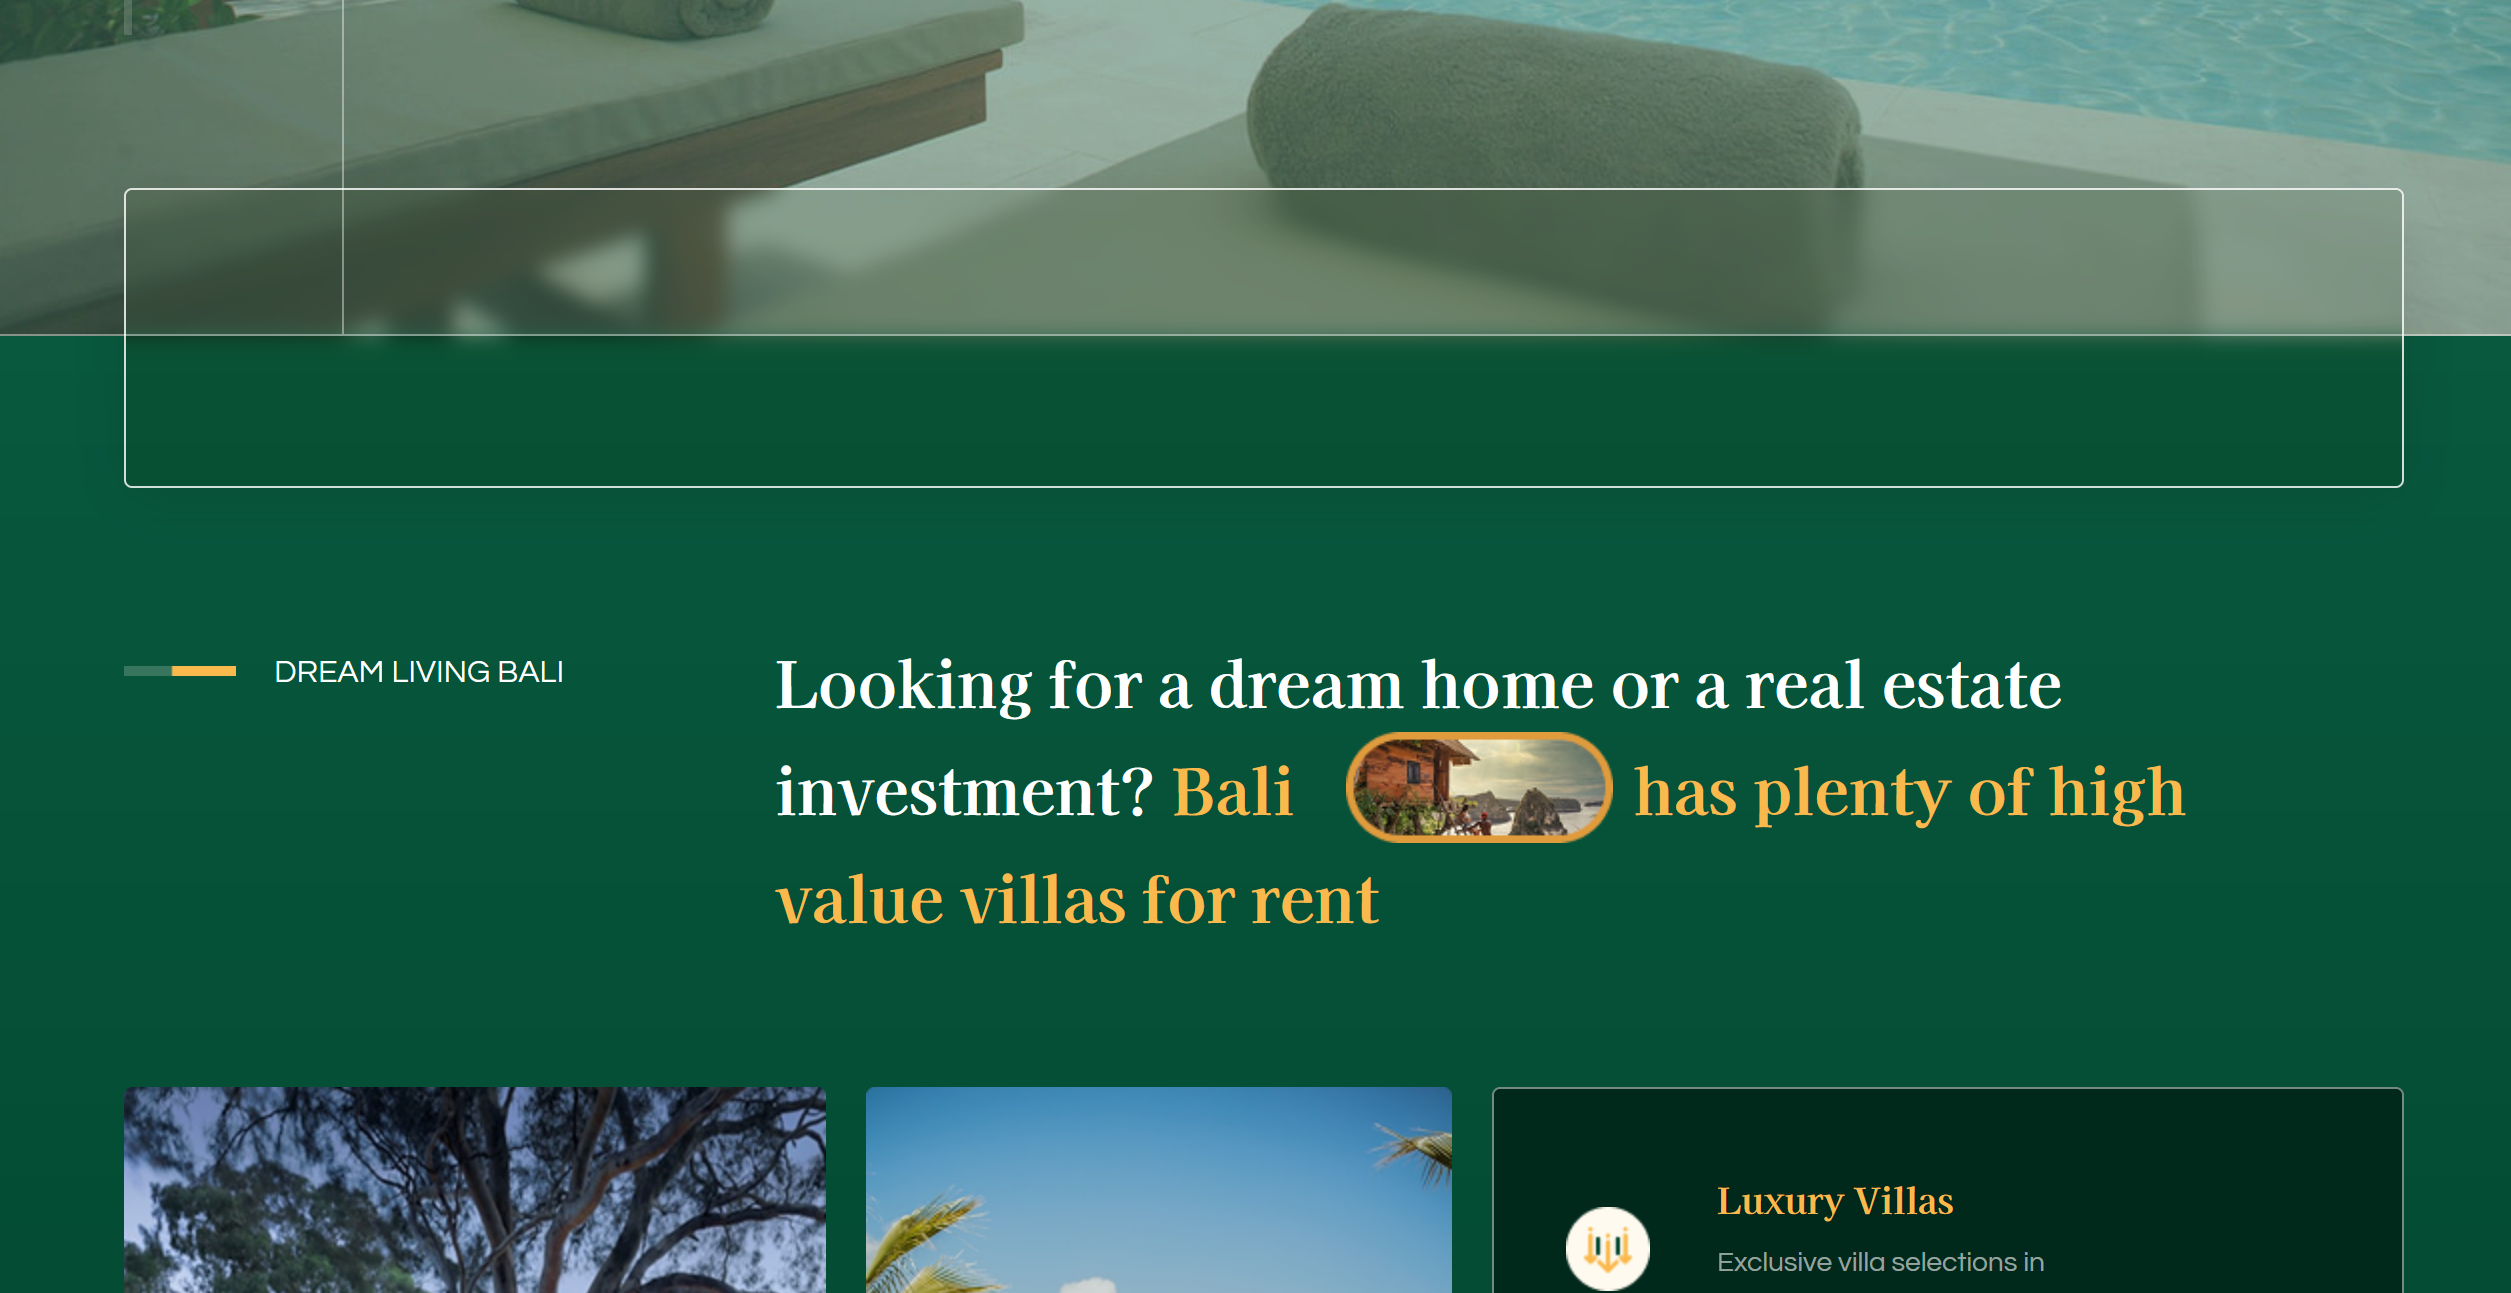 DREAM LIVING BALI
Looking for a dream home or a real estate
investment? Bali has plenty of high
value villas for rent
Luxury Villas
Exclusive villa selections in